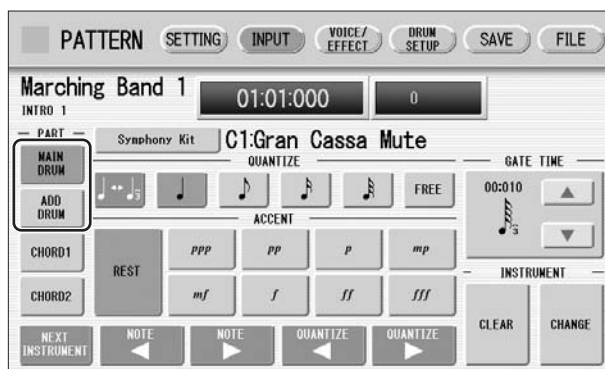 PATTERN SETTING INPUT VOICE/ EFFECT DRUM SETUP SAVE FILE
Marching Band 1 01:01:000 0
INTRO 1
PART Symphony Kit C1:Gran Cassa Mute
MAIN DRUM QUANTIZE GATE TIME
FREE 00:010
3
3
ADD DRUM ACCENT
CHORD1 REST ppp pp p mp
INSTRUMENT
CHORD2 mf f ff fff
CLEAR CHANGE
NEXT INSTRUMENT NOTE NOTE QUANTIZE QUANTIZE